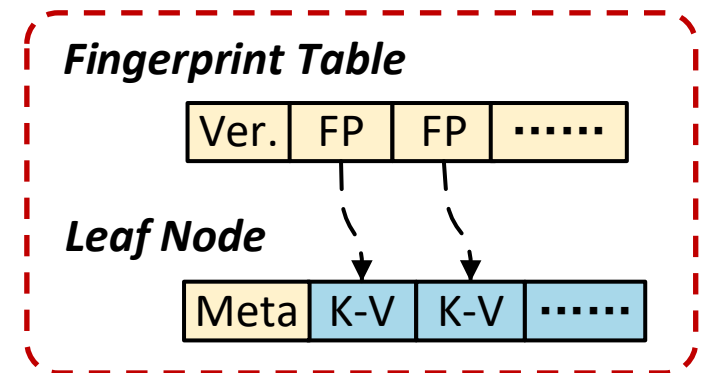 Fingerprint Table
Ver. FP FP ······
Leaf Node
Meta K-V K-V ······